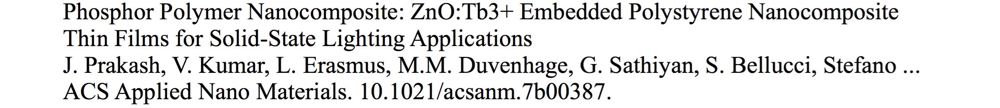 Phosphor Polymer Nanocomposite: ZnO:Tb3+ Embedded Polystyrene Nanocomposite
Thin Films for Solid-State Lighting Applications
J. Prakash, V. Kumar, L. Erasmus, M.M. Duvenhage, G. Sathiyan, S. Bellucci, Stefano ...
ACS Applied Nano Materials. 10.1021/acsanm.7b00387.